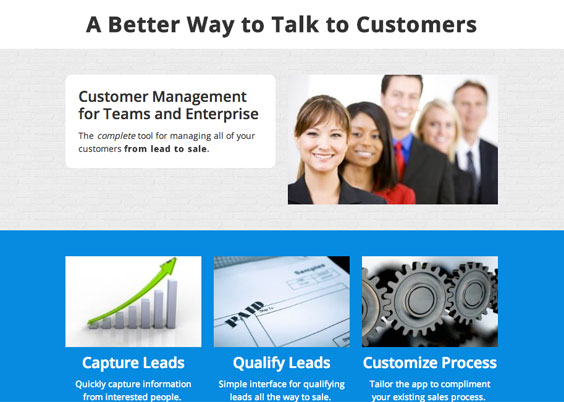 A Better Way to Talk to Customers
Customer Management
for Teams and Enterprise
The complete tool for managing all of your
customers from lead to sale.
Samples
PAID
Capture Leads
Qualify Leads
Customize Process
Quickly capture information
from interested people.
Simple interface for qualifying
leads all the way to sale.
Tailor the app to compliment
your existing sales process.